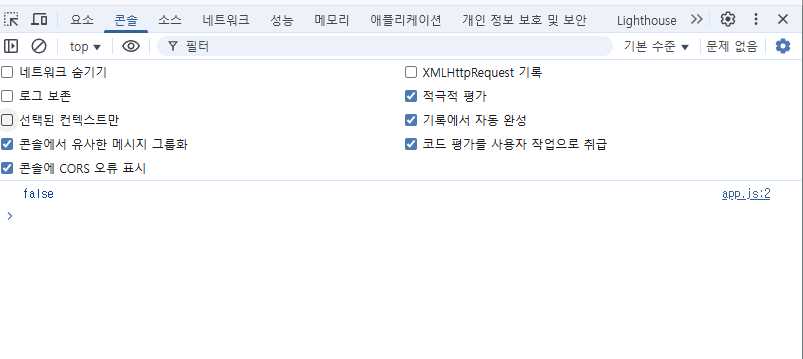 요소 콘솔 소스 네트워크 성능 메모리 애플리케이션 개인 정보 보호 및 보안 Lighthouse
top 필터 기본 수준 문제 없음
네트워크 숨기기 XMLHttpRequest 기록
로그 보존 적극적 평가
선택된 컨텍스트만 기록에서 자동 완성
콘솔에서 유사한 메시지 그룹화 코드 평가를 사용자 작업으로 취급
콘솔에 CORS 오류 표시
false app.js:2